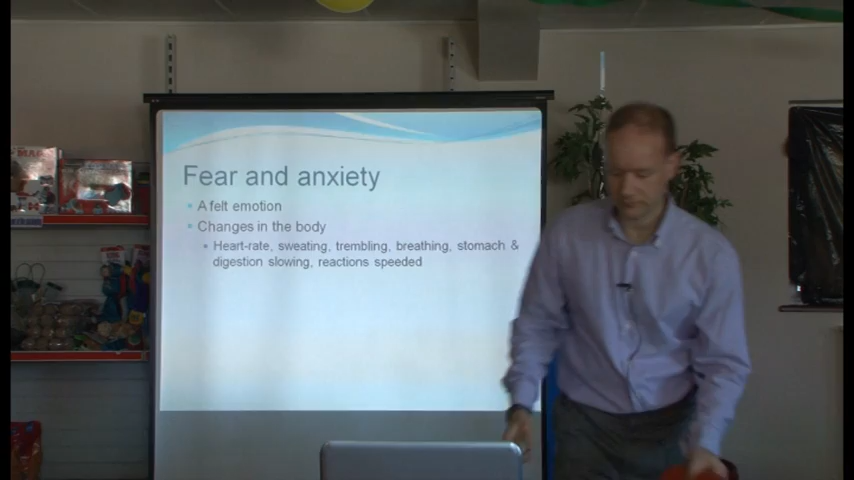 Fear and anxiety
A felt emotion
Changes in the body
Heart-rate, sweating, trembling, breathing, stomach &
digestion slowing, reactions speeded